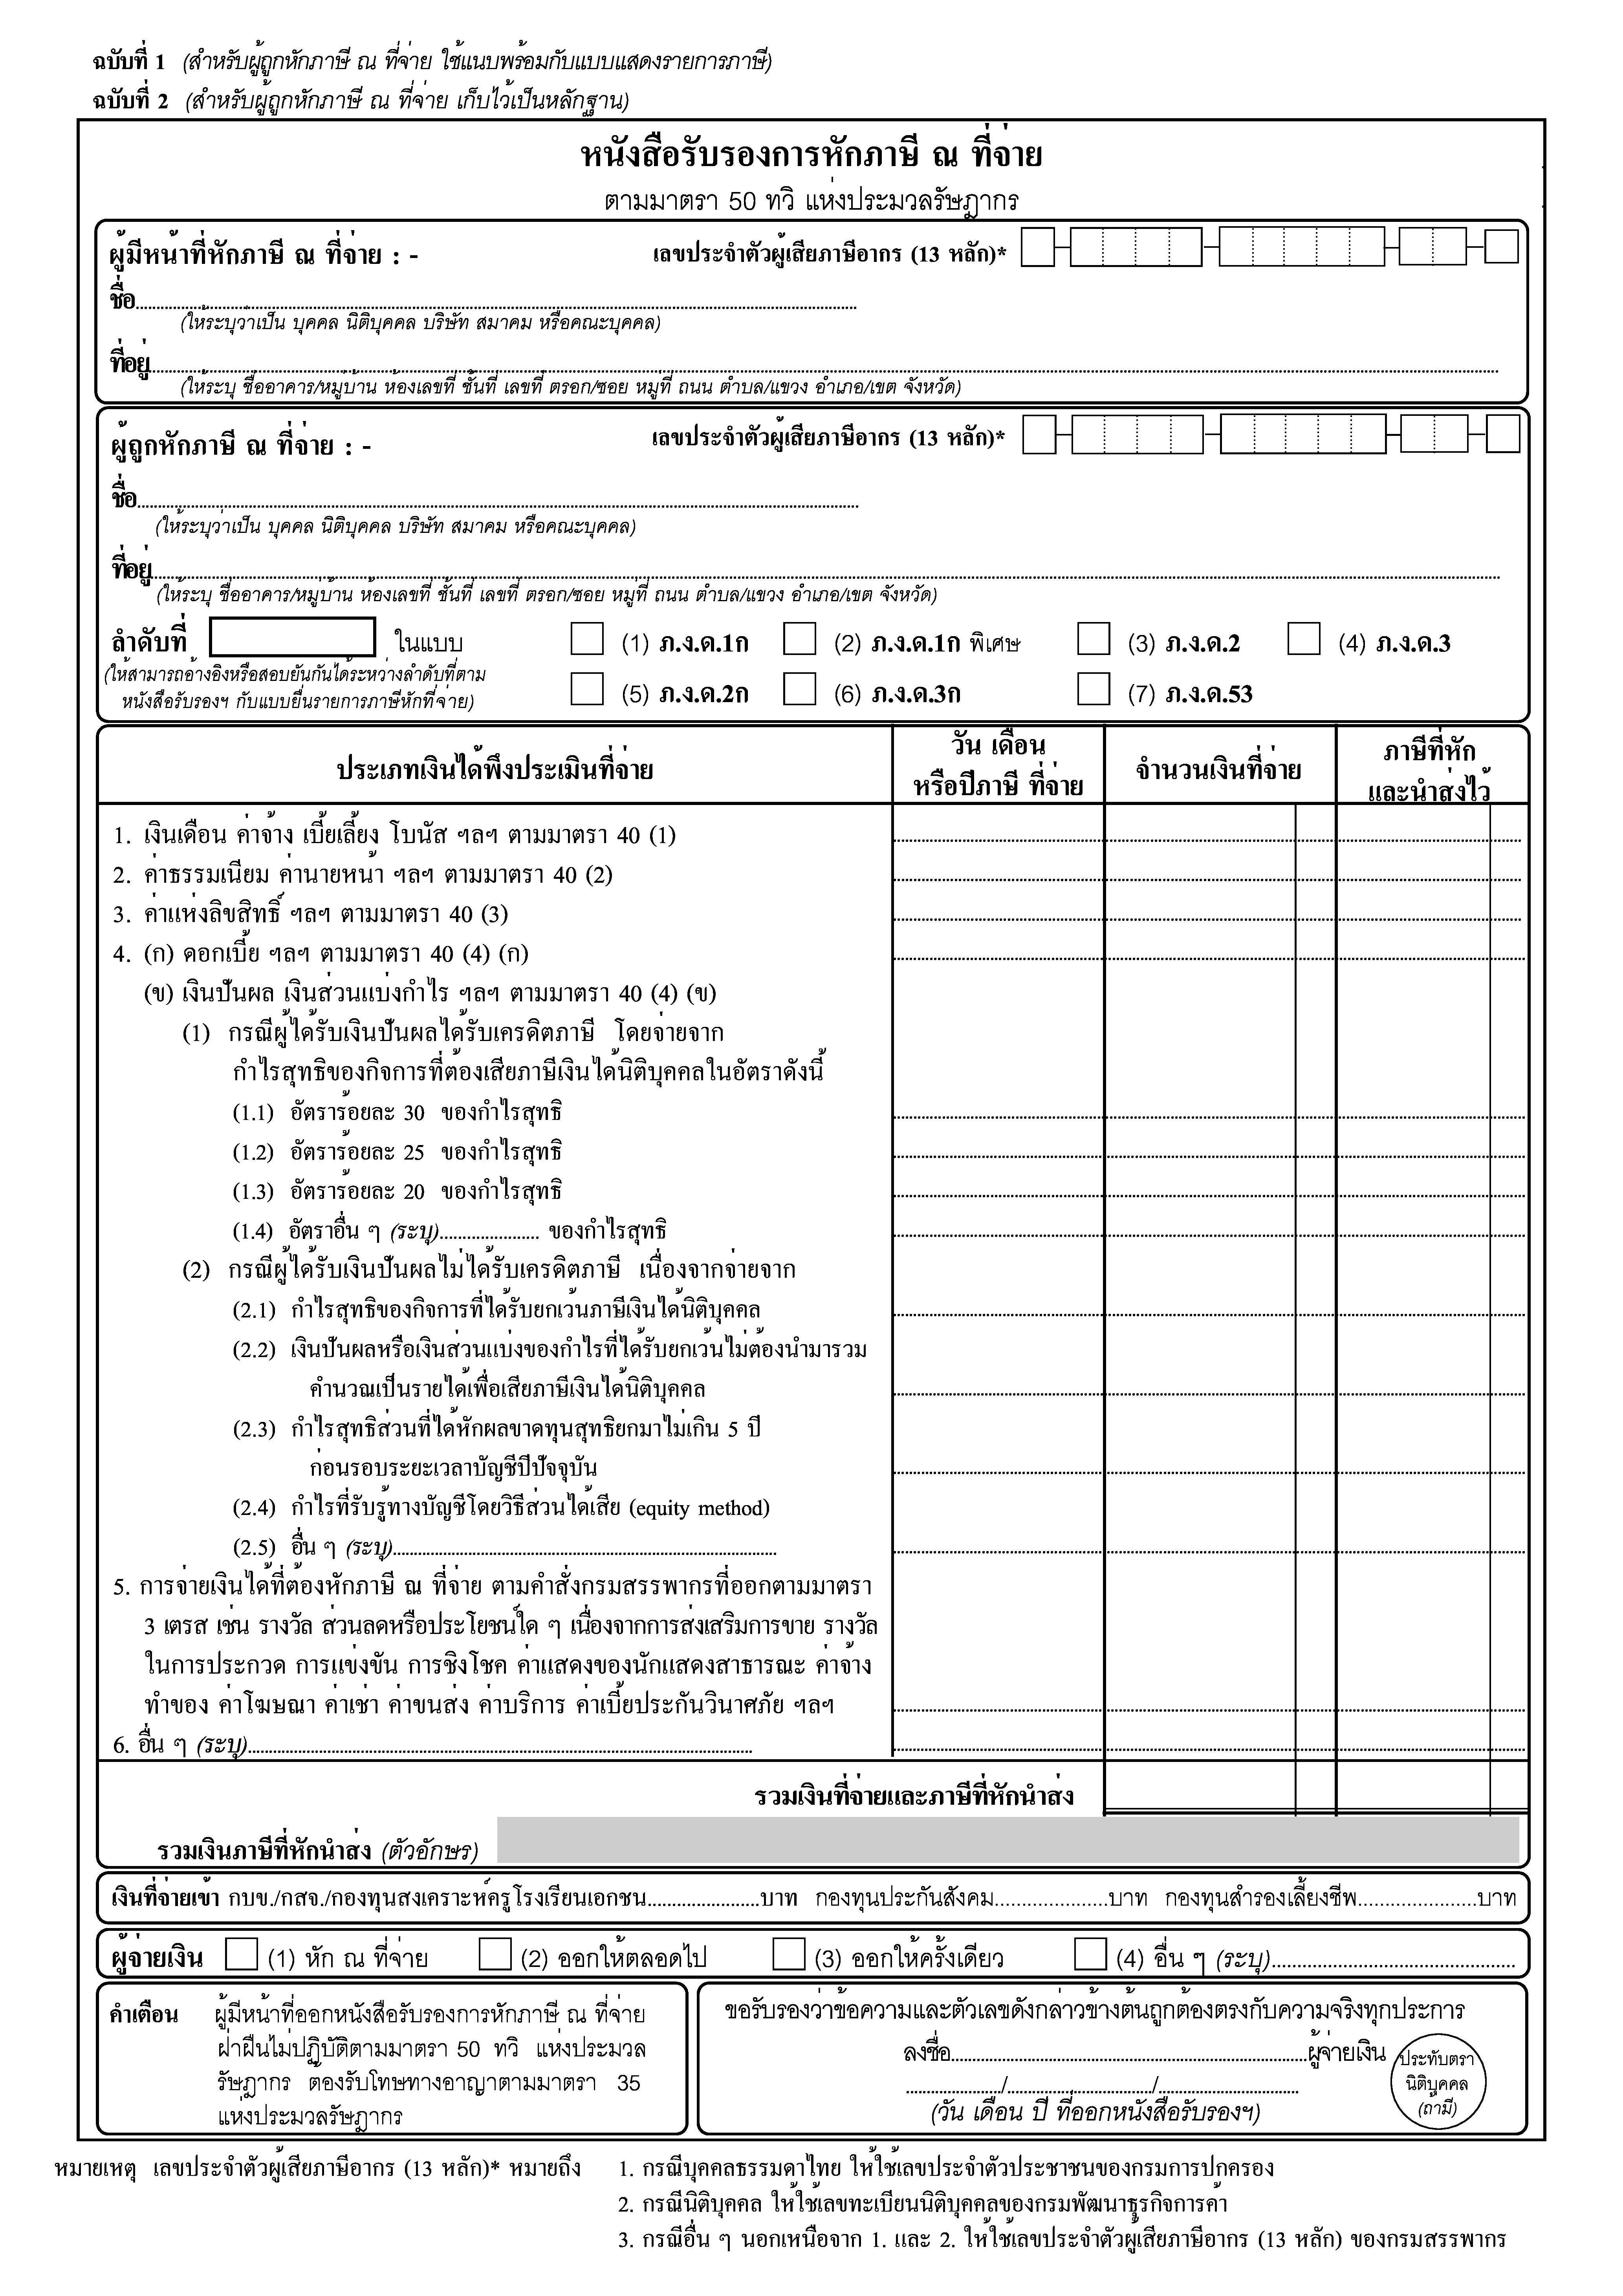 ฉบับที่ 1 (สำหรับผู้ถูกหักภาษี ณ ที่จ่าย ใช้แนบพร้อมกับแบบแสดงรายการภาษี)
ฉบับที่ 2 (สำหรับผู้ถูกหักภาษี ณ ที่จ่าย เก็บไว้เป็นหลักฐาน)
หนังสือรับรองการหักภาษี ณ ที่จ่าย
ตามมาตรา 50 ทวิ แห่งประมวลรัษฎากร
ผู้มีหน้าที่หักภาษี ณ ที่จ่าย : - เลขประจำตัวผู้เสียภาษีอากร (13 หลัก)*
ชื่อ
(ให้ระบุว่าเป็น บุคคล นิติบุคคล บริษัท สมาคม หรือคณะบุคคล)
ที่อยู่
(ให้ระบุ ชื่ออาคาร/หมู่บ้าน ห้องเลขที่ ชั้นที่ เลขที่ ตรอก/ซอย หมู่ที่ ถนน ตำบล/แขวง อำเภอ/เขต จังหวัด)
ผู้ถูกหักภาษี ณ ที่จ่าย : - เลขประจำตัวผู้เสียภาษีอากร (13 หลัก)*
ชื่อ
(ให้ระบุว่าเป็น บุคคล นิติบุคคล บริษัท สมาคม หรือคณะบุคคล)
ที่อยู่
(ให้ระบุ ชื่ออาคาร/หมู่บ้าน ห้องเลขที่ ชั้นที่ เลขที่ ตรอก/ซอย หมู่ที่ ถนน ตำบล/แขวง อำเภอ/เขต จังหวัด)
ลำดับที่ ในแบบ (1) ภ.ง.ด.1ก (2) ภ.ง.ด.1ก พิเศษ (3) ภ.ง.ด.2 (4) ภ.ง.ด.3
(ให้สามารถอ้างอิงหรือสอบยันกันได้ระหว่างลำดับที่ตาม
หนังสือรับรองฯ กับแบบยื่นรายการภาษีหักที่จ่าย) (5) ภ.ง.ด.2ก (6) ภ.ง.ด.3ก (7) ภ.ง.ด.53
ประเภทเงินได้พึงประเมินที่จ่าย
วัน เดือน
หรือปีภาษี ที่จ่าย
จำนวนเงินที่จ่าย
ภาษีที่หัก
และนำส่งไว้
1. เงินเดือน ค่าจ้าง เบี้ยเลี้ยง โบนัส ฯลฯ ตามมาตรา 40 (1)
2. ค่าธรรมเนียม ค่านายหน้า ฯลฯ ตามมาตรา 40 (2)
3. ค่าแห่งลิขสิทธิ์ ฯลฯ ตามมาตรา 40 (3)
4. (ก) ดอกเบี้ย ฯลฯ ตามมาตรา 40 (4) (ก)
(ข) เงินปันผล เงินส่วนแบ่งกำไร ฯลฯ ตามมาตรา 40 (4) (ข)
(1) กรณีผู้ได้รับเงินปันผลได้รับเครดิตภาษี โดยจ่ายจาก
กำไรสุทธิของกิจการที่ต้องเสียภาษีเงินได้นิติบุคคลในอัตราดังนี้
(1.1) อัตราร้อยละ 30 ของกำไรสุทธิ
(1.2) อัตราร้อยละ 25 ของกำไรสุทธิ
(1.3) อัตราร้อยละ 20 ของกำไรสุทธิ
(1.4) อัตราอื่น ๆ (ระบุ)..................... ของกำไรสุทธิ
(2) กรณีผู้ได้รับเงินปันผลไม่ได้รับเครดิตภาษี เนื่องจากจ่ายจาก
(2.1) กำไรสุทธิของกิจการที่ได้รับยกเว้นภาษีเงินได้นิติบุคคล
(2.2) เงินปันผลหรือเงินส่วนแบ่งของกำไรที่ได้รับยกเว้นไม่ต้องนำมารวม
คำนวณเป็นรายได้เพื่อเสียภาษีเงินได้นิติบุคคล
(2.3) กำไรสุทธิส่วนที่ได้หักผลขาดทุนสุทธิยกมาไม่เกิน 5 ปี
ก่อนรอบระยะเวลาบัญชีปีปัจจุบัน
(2.4) กำไรที่รับรู้ทางบัญชีโดยวิธีส่วนได้เสีย (equity method)
(2.5) อื่น ๆ (ระบุ)
5. การจ่ายเงินได้ที่ต้องหักภาษี ณ ที่จ่าย ตามคำสั่งกรมสรรพากรที่ออกตามมาตรา
3 เตรส เช่น รางวัล ส่วนลดหรือประโยชน์ใด ๆ เนื่องจากการส่งเสริมการขาย รางวัล
ในการประกวด การแข่งขัน การชิงโชค ค่าแสดงของนักแสดงสาธารณะ ค่าจ้าง
ทำของ ค่าโฆษณา ค่าเช่า ค่าขนส่ง ค่าบริการ ค่าเบี้ยประกันวินาศภัย ฯลฯ
6. อื่น ๆ (ระบุ)
รวมเงินที่จ่ายและภาษีที่หักนำส่ง
รวมเงินภาษีที่หักนำส่ง (ตัวอักษร)
เงินที่จ่ายเข้า กบข./กสจ./กองทุนสงเคราะห์ครูโรงเรียนเอกชน.....................บาท กองทุนประกันสังคม.....................บาท กองทุนสำรองเลี้ยงชีพ.....................บาท
ผู้จ่ายเงิน (1) หัก ณ ที่จ่าย (2) ออกให้ตลอดไป (3) ออกให้ครั้งเดียว (4) อื่น ๆ (ระบุ)
คำเตือน ผู้มีหน้าที่ออกหนังสือรับรองการหักภาษี ณ ที่จ่าย
ฝ่าฝืนไม่ปฏิบัติตามมาตรา 50 ทวิ แห่งประมวล
รัษฎากร ต้องรับโทษทางอาญาตามมาตรา 35
แห่งประมวลรัษฎากร
ขอรับรองว่าข้อความและตัวเลขดังกล่าวข้างต้นถูกต้องตรงกับความจริงทุกประการ
ลงชื่อ....................ผู้จ่ายเงิน
................/................/................
(วัน เดือน ปี ที่ออกหนังสือรับรองฯ)
ประทับตรา
นิติบุคคล
(ถ้ามี)
หมายเหตุ เลขประจำตัวผู้เสียภาษีอากร (13 หลัก)* หมายถึง 1. กรณีบุคคลธรรมดาไทย ให้ใช้เลขประจำตัวประชาชนของกรมการปกครอง
2. กรณีนิติบุคคล ให้ใช้เลขทะเบียนนิติบุคคลของกรมพัฒนาธุรกิจการค้า
3. กรณีอื่น ๆ นอกเหนือจาก 1. และ 2. ให้ใช้เลขประจำตัวผู้เสียภาษีอากร (13 หลัก) ของกรมสรรพากร